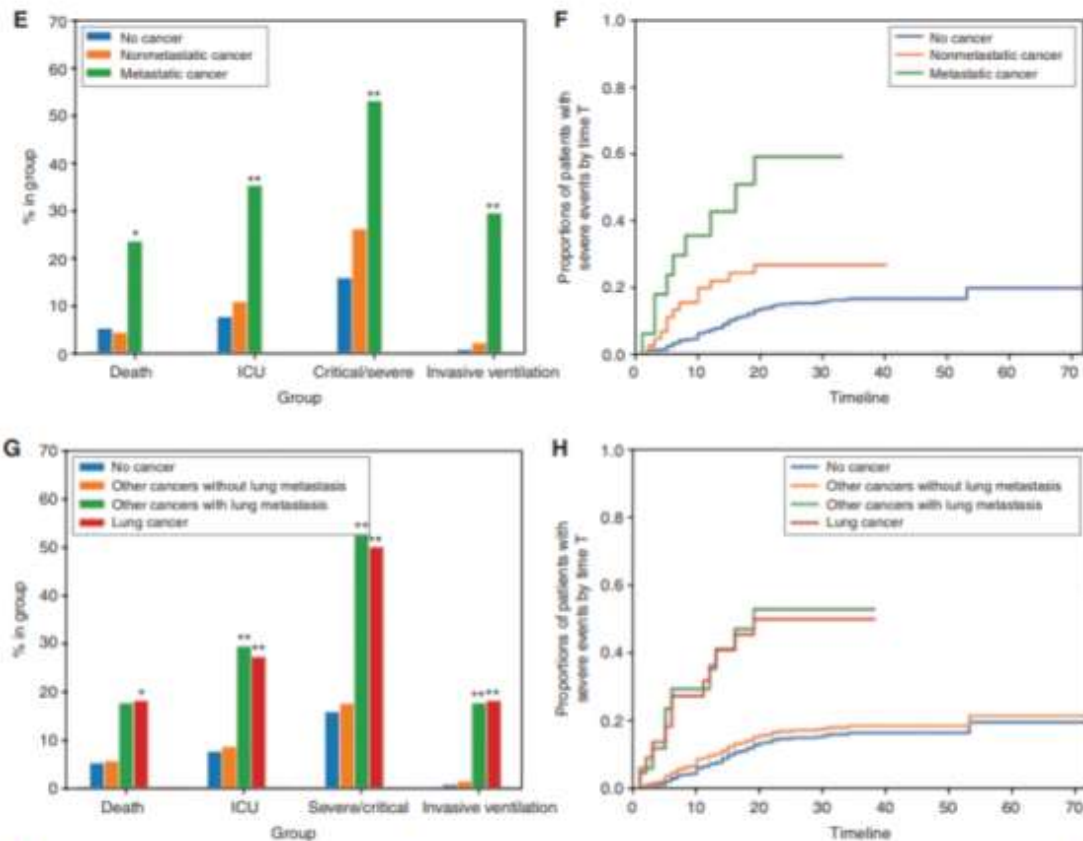 E
70
60
50
40
30
20
10
0
% in group
No cancer
Nonmetastatic cancer
Metastatic cancer
*
**
**
**
Death
ICU
Critical/severe
Invasive ventilation
Group
F
1.0
0.8
0.6
0.4
0.2
0.0
Proportions of patients with
severe events by time T
No cancer
Nonmetastatic cancer
Metastatic cancer
0
10
20
30
40
50
60
70
Timeline
G
70
60
50
40
30
20
10
0
% in group
No cancer
Other cancers without lung metastasis
Other cancers with lung metastasis
Lung cancer
*
**
**
**
**
**
**
Death
ICU
Severe/critical
Invasive ventilation
Group
H
1.0
0.8
0.6
0.4
0.2
0.0
Proportions of patients with
severe events by time T
No cancer
Other cancers without lung metastasis
Other cancers with lung metastasis
Lung cancer
0
10
20
30
40
50
60
70
Timeline